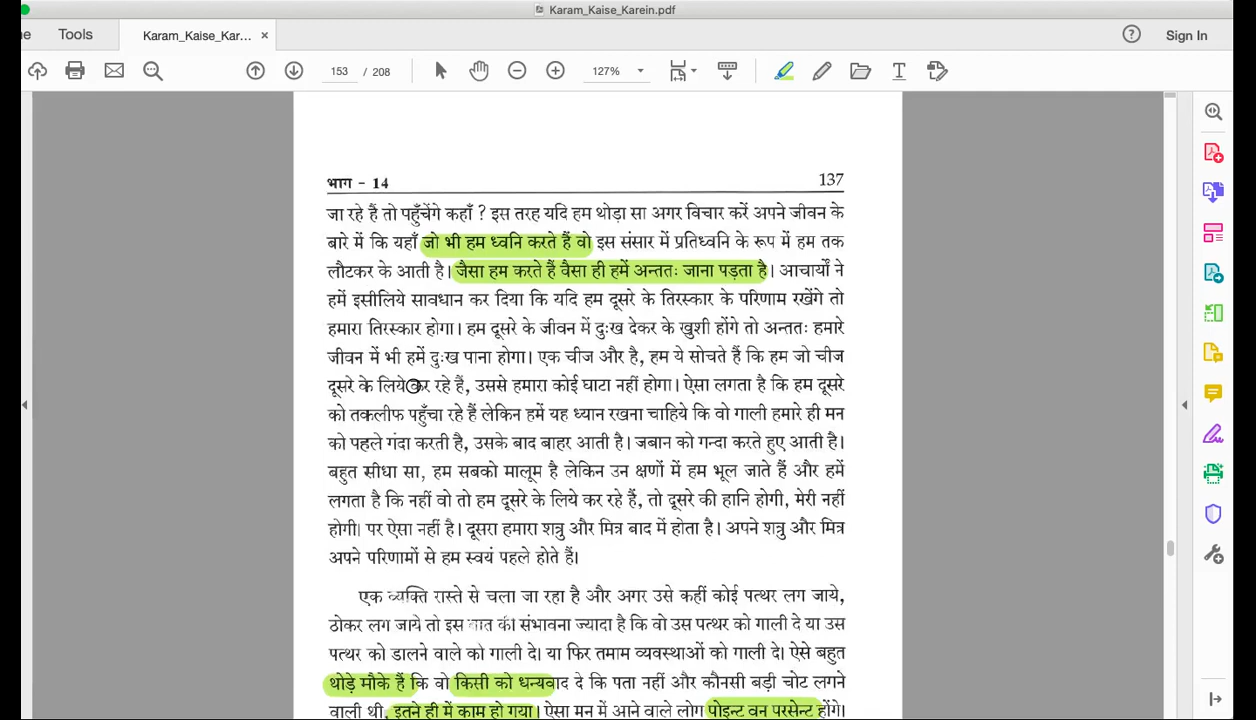 Karam_Kaise_Karein.pdf
e Tools Karam_Kaise_Kar... × Sign In
153 / 208 127%
भाग - 14 137
जा रहे हैं तो पहुँचेंगे कहाँ ? इस तरह यदि हम थोड़ा सा अगर विचार करें अपने जीवन के
बारे में कि यहाँ जो भी हम ध्वनि करते हैं वो इस संसार में प्रतिध्वनि के रूप में हम तक
लौटकर के आती है। जैसा हम करते हैं वैसा ही हमें अन्ततः जाना पड़ता है। आचार्यों ने
हमें इसीलिये सावधान कर दिया कि यदि हम दूसरे के तिरस्कार के परिणाम रखेंगे तो
हमारा तिरस्कार होगा। हम दूसरे के जीवन में दुःख देकर के खुशी होंगे तो अन्ततः हमारे
जीवन में भी हमें दुःख पाना होगा। एक चीज और है, हम ये सोचते हैं कि हम जो चीज
दूसरे के लिये कर रहे हैं, उससे हमारा कोई घाटा नहीं होगा। ऐसा लगता है कि हम दूसरे
को तकलीफ पहुँचा रहे हैं लेकिन हमें यह ध्यान रखना चाहिये कि वो गाली हमारे ही मन
को पहले गंदा करती है, उसके बाद बाहर आती है। जबान को गन्दा करते हुए आती है।
बहुत सीधा सा, हम सबको मालूम है लेकिन उन क्षणों में हम भूल जाते हैं और हमें
लगता है कि नहीं वो तो हम दूसरे के लिये कर रहे हैं, तो दूसरे की हानि होगी, मेरी नहीं
होगी। पर ऐसा नहीं है। दूसरा हमारा शत्रु और मित्र बाद में होता है। अपने शत्रु और मित्र
अपने परिणामों से हम स्वयं पहले होते हैं।
एक व्यक्ति रास्ते से चला जा रहा है और अगर उसे कहीं कोई पत्थर लग जाये,
ठोकर लग जाये तो इस बात की संभावना ज्यादा है कि वो उस पत्थर को गाली दे या उस
पत्थर को डालने वाले को गाली दे। या फिर तमाम व्यवस्थाओं को गाली दे। ऐसे बहुत
थोड़े मौके हैं कि वो किसी को धन्यवाद दे कि पता नहीं और कौनसी बड़ी चोट लगने
वाली थी, इतने ही में काम हो गया। ऐसा मन में आने वाले लोग पोइन्ट वन परसेन्ट होंगे।